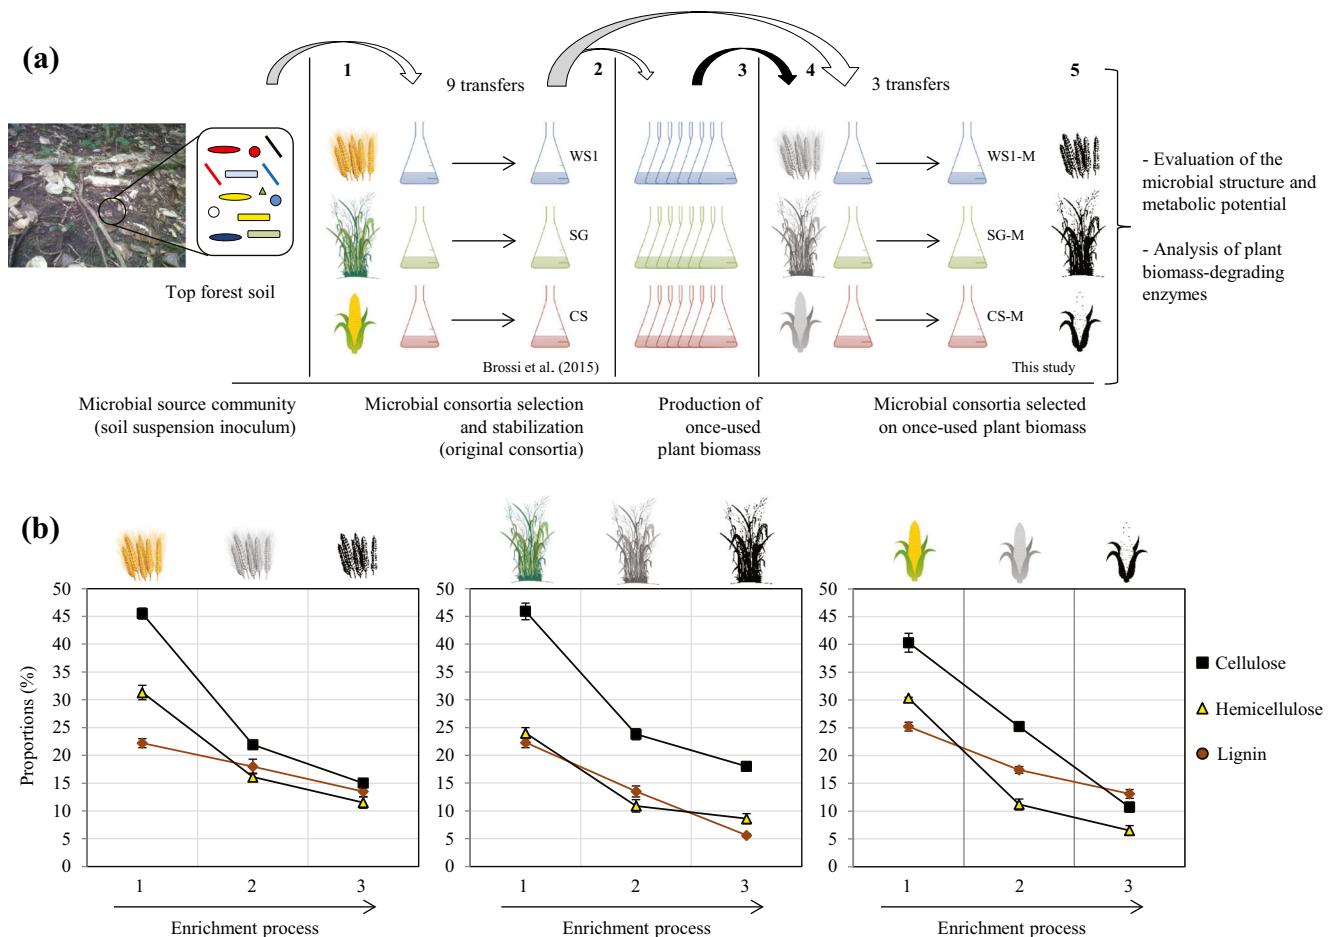 (a)
1
9 transfers
2
3
4
3 transfers
5
WS1
WS1-M
SG
SG-M
CS
CS-M
Top forest soil
Brossi et al. (2015)
This study
- Evaluation of the
microbial structure and
metabolic potential
- Analysis of plant
biomass-degrading
enzymes
Microbial source community
(soil suspension inoculum)
Microbial consortia selection
and stabilization
(original consortia)
Production of
once-used
plant biomass
Microbial consortia selected
on once-used plant biomass
(b)
Proportions (%)
50
45
40
35
30
25
20
15
10
5
0
1
2
3
Enrichment process
50
45
40
35
30
25
20
15
10
5
0
1
2
3
Enrichment process
50
45
40
35
30
25
20
15
10
5
0
1
2
3
Enrichment process
Cellulose
Hemicellulose
Lignin